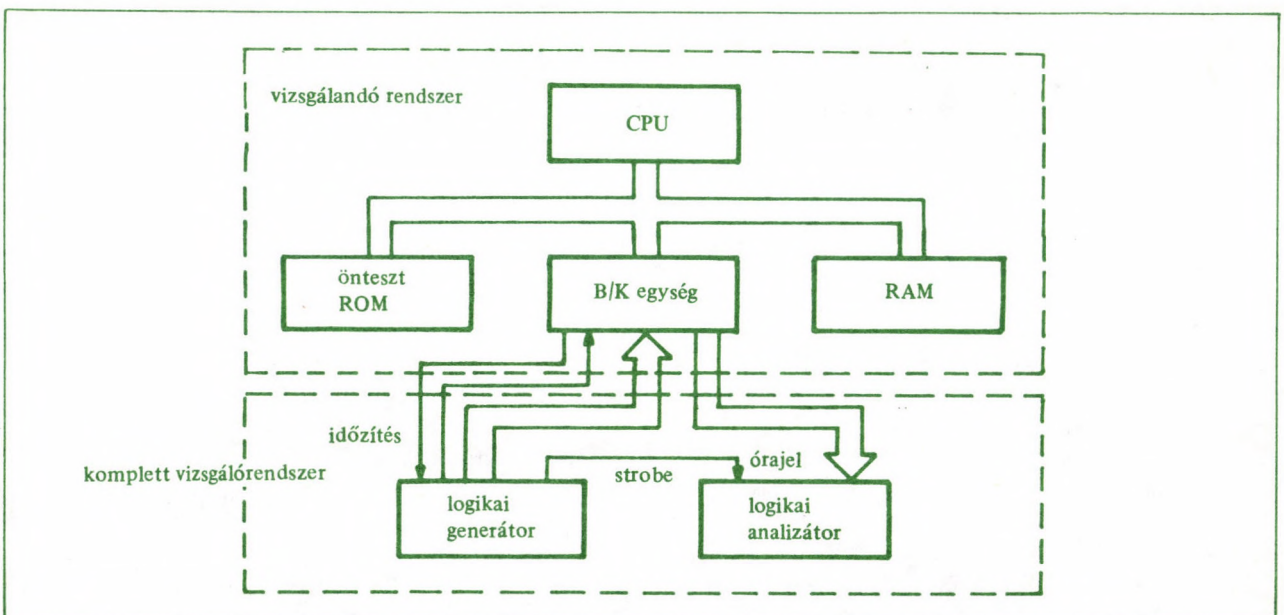 vizsgálandó rendszer
CPU
önteszt
ROM
B/K egység
RAM
időzítés
komplett vizsgálórendszer
strobe
órajel
logikai
generátor
logikai
analizátor